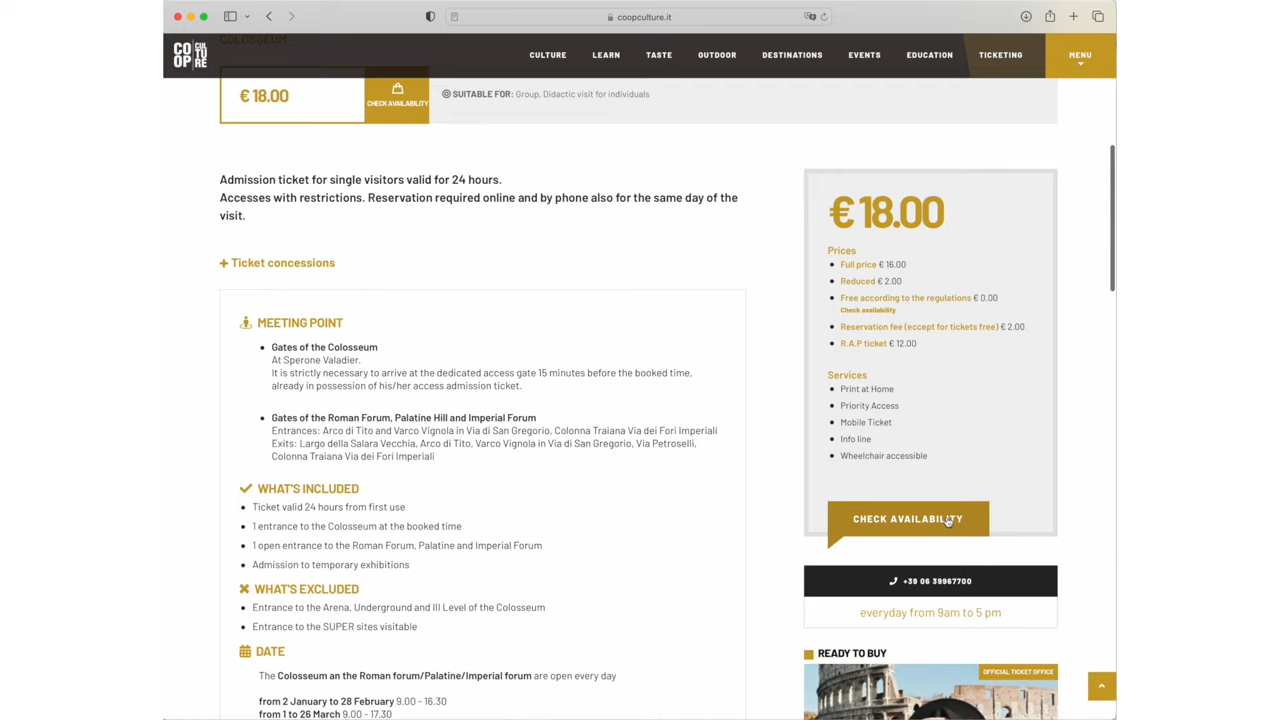 coopculture.it
COLOSSEUM
CO OP CUL TU RE
CULTURE
LEARN
TASTE
OUTDOOR
DESTINATIONS
EVENTS
EDUCATION
TICKETING
MENU
€ 18.00
CHECK AVAILABILITY
SUITABLE FOR: Group, Didactic visit for individuals
Admission ticket for single visitors valid for 24 hours.
Accesses with restrictions. Reservation required online and by phone also for the same day of the
visit.
+ Ticket concessions
MEETING POINT
Gates of the Colosseum
At Sperone Valadier.
It is strictly necessary to arrive at the dedicated access gate 15 minutes before the booked time,
already in possession of his/her access admission ticket.
Gates of the Roman Forum, Palatine Hill and Imperial Forum
Entrances: Arco di Tito and Varco Vignola in Via di San Gregorio, Colonna Traiana Via dei Fori Imperiali
Exits: Largo della Salara Vecchia, Arco di Tito, Varco Vignola in Via di San Gregorio, Via Petroselli,
Colonna Traiana Via dei Fori Imperiali
WHAT'S INCLUDED
Ticket valid 24 hours from first use
1 entrance to the Colosseum at the booked time
1 open entrance to the Roman Forum, Palatine and Imperial Forum
Admission to temporary exhibitions
WHAT'S EXCLUDED
Entrance to the Arena, Underground and III Level of the Colosseum
Entrance to the SUPER sites visitable
DATE
The Colosseum an the Roman forum/Palatine/Imperial forum are open every day
from 2 January to 28 February 9.00 - 16.30
from 1 to 26 March 9.00 - 17.30
€ 18.00
Prices
Full price € 16.00
Reduced € 2.00
Free according to the regulations € 0.00
Check availability
Reservation fee (eccept for tickets free) € 2.00
R.A.P ticket € 12.00
Services
Print at Home
Priority Access
Mobile Ticket
Info line
Wheelchair accessible
CHECK AVAILABILITY
+39 06 39967700
everyday from 9am to 5 pm
READY TO BUY
OFFICIAL TICKET OFFICE